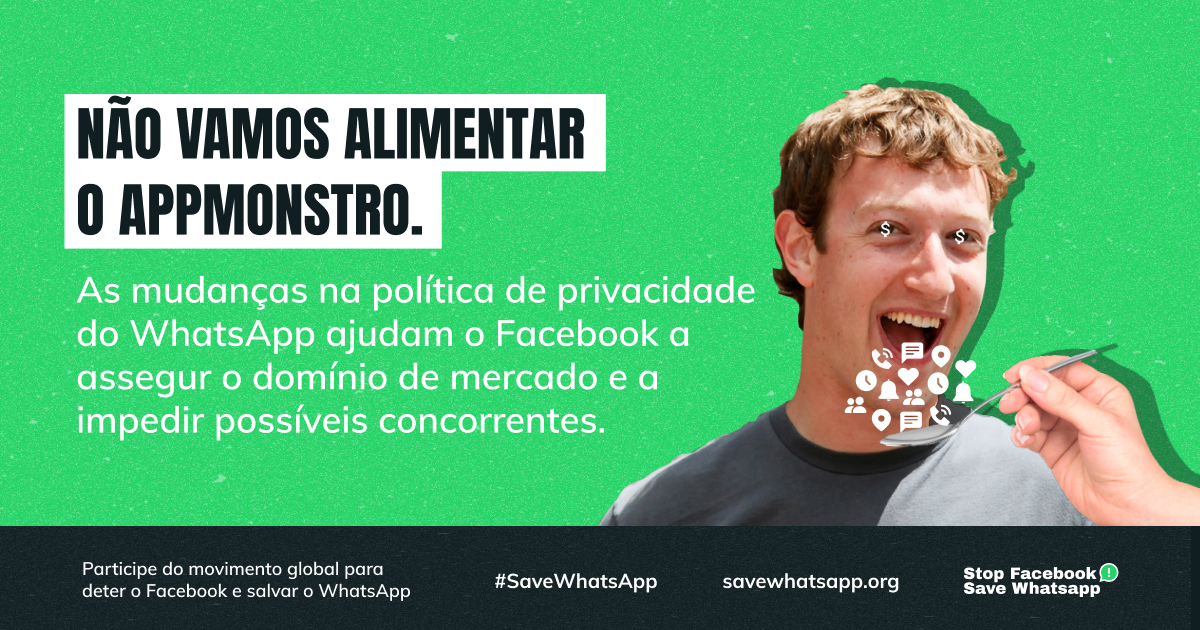 NÃO VAMOS ALIMENTAR
O APPMONSTRO.
As mudanças na política de privacidade
do WhatsApp ajudam o Facebook a
assegur o domínio de mercado e a
impedir possíveis concorrentes.
$ $
Participe do movimento global para
deter o Facebook e salvar o WhatsApp
#SaveWhatsApp
savewhatsapp.org
Stop Facebook
Save Whatsapp